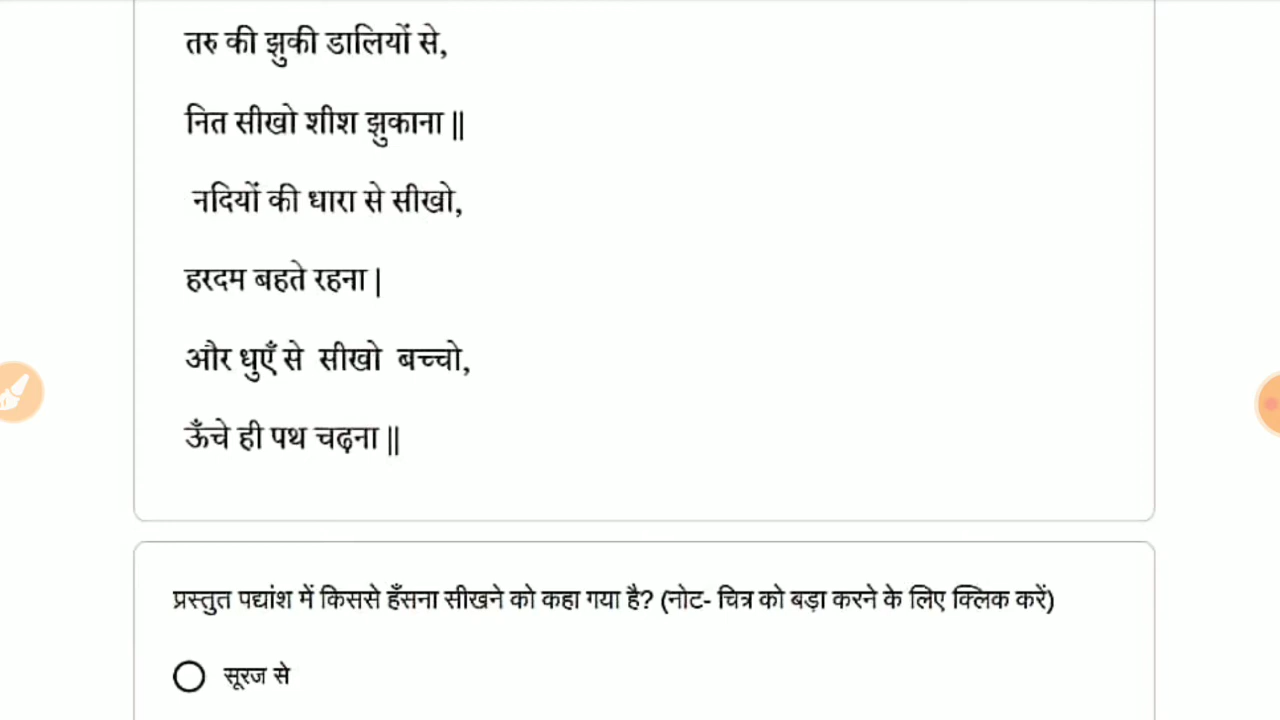 तरु की झुकी डालियों से,
नित सीखो शीश झुकाना ||
नदियों की धारा से सीखो,
हरदम बहते रहना |
और धुएँ से सीखो बच्चो,
ऊँचे ही पथ चढ़ना ||
प्रस्तुत पद्यांश में किससे हँसना सीखने को कहा गया है? (नोट- चित्र को बड़ा करने के लिए क्लिक करें)
सूरज से